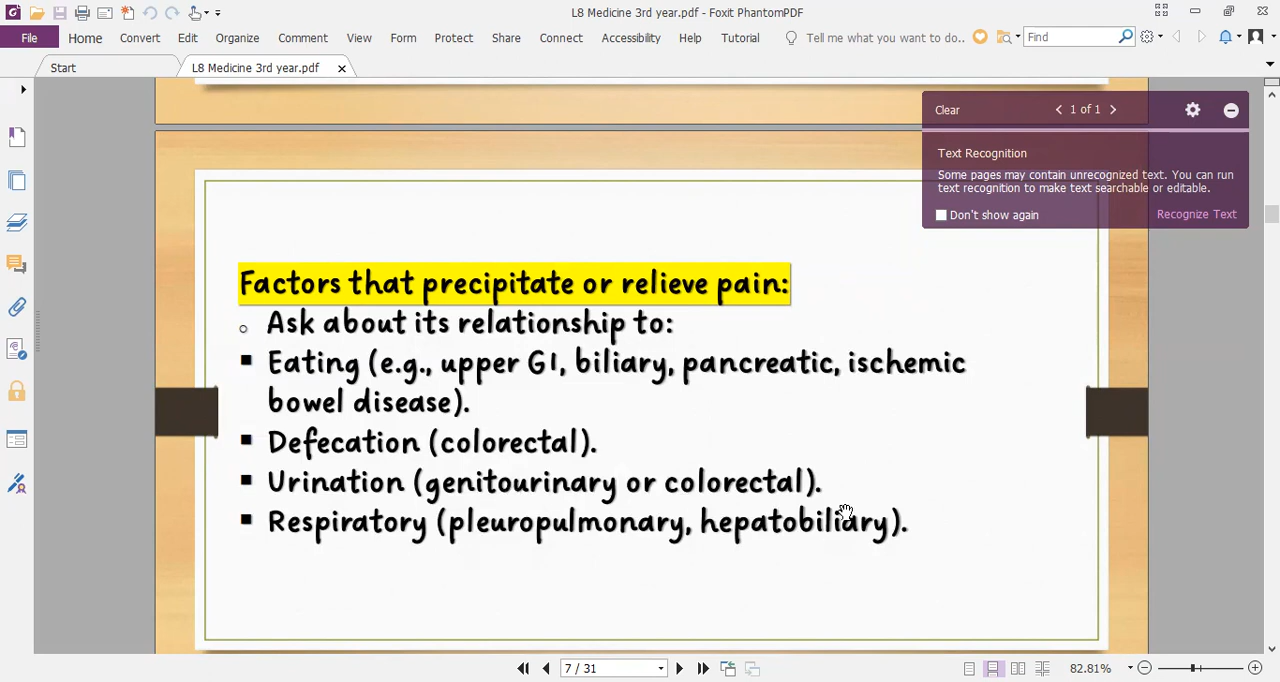 L8 Medicine 3rd year.pdf - Foxit PhantomPDF
File Home Convert Edit Organize Comment View Form Protect Share Connect Accessibility Help Tutorial Tell me what you want to do.. Find
Start L8 Medicine 3rd year.pdf
Clear 1 of 1
Text Recognition
Some pages may contain unrecognized text. You can run
text recognition to make text searchable or editable.
Don't show again Recognize Text
Factors that precipitate or relieve pain:
Ask about its relationship to:
Eating (e.g., upper GI, biliary, pancreatic, ischemic
bowel disease).
Defecation (colorectal).
Urination (genitourinary or colorectal).
Respiratory (pleuropulmonary, hepatobiliary).
7 / 31 82.81%